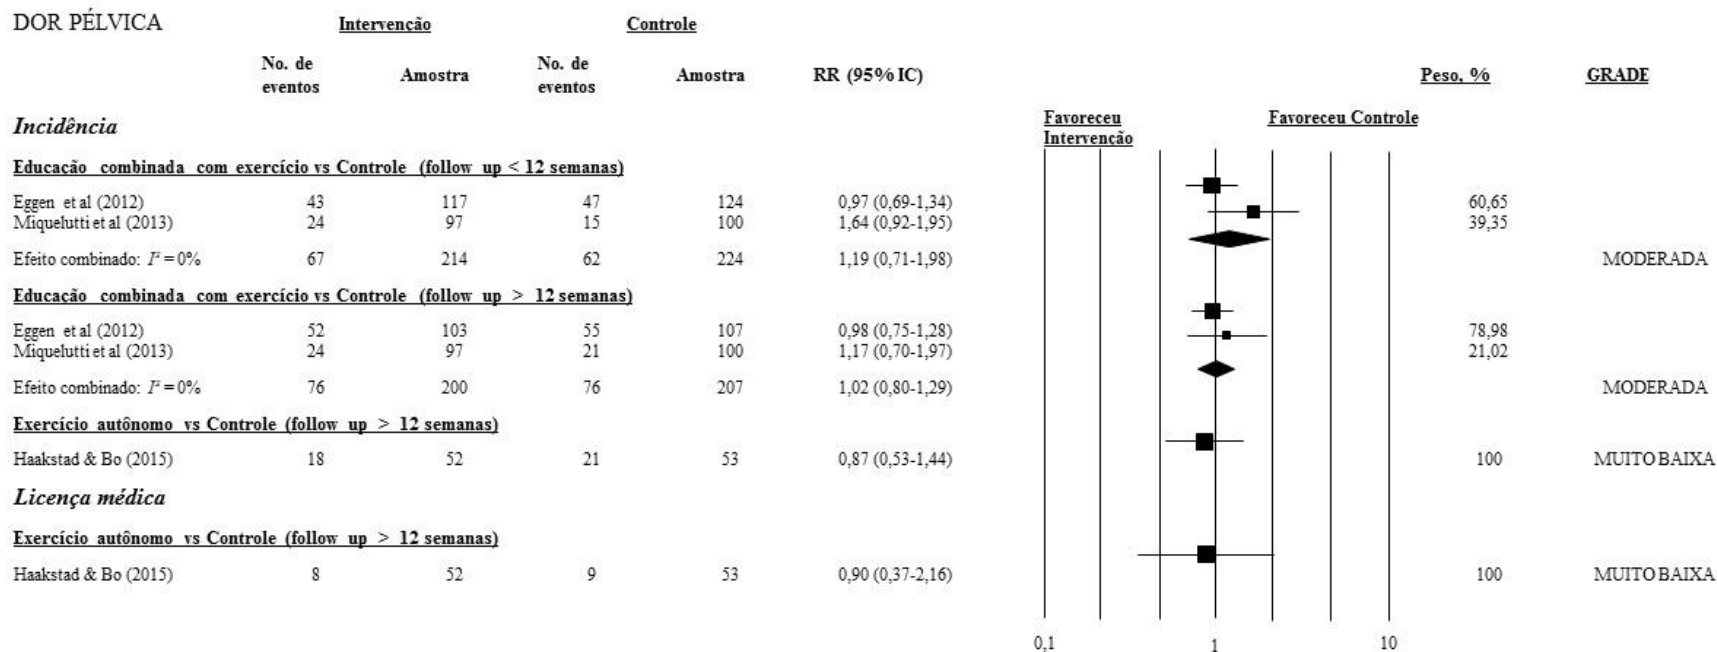 DOR PÉLVICA Intervenção Controle
No. de eventos Amostra No. de eventos Amostra RR (95% IC) Peso, % GRADE
Incidência
Favoreceu Intervenção Favoreceu Controle
Educação combinada com exercício vs Controle (follow up < 12 semanas)
Eggen et al (2012) 43 117 47 124 0,97 (0,69-1,34) 60,65
Miquelutti et al (2013) 24 97 15 100 1,64 (0,92-1,95) 39,35
Efeito combinado: I² = 0% 67 214 62 224 1,19 (0,71-1,98) MODERADA
Educação combinada com exercício vs Controle (follow up > 12 semanas)
Eggen et al (2012) 52 103 55 107 0,98 (0,75-1,28) 78,98
Miquelutti et al (2013) 24 97 21 100 1,17 (0,70-1,97) 21,02
Efeito combinado: I² = 0% 76 200 76 207 1,02 (0,80-1,29) MODERADA
Exercício autônomo vs Controle (follow up > 12 semanas)
Haakstad & Bo (2015) 18 52 21 53 0,87 (0,53-1,44) 100 MUITO BAIXA
Licença médica
Exercício autônomo vs Controle (follow up > 12 semanas)
Haakstad & Bo (2015) 8 52 9 53 0,90 (0,37-2,16) 100 MUITO BAIXA
0,1 1 10